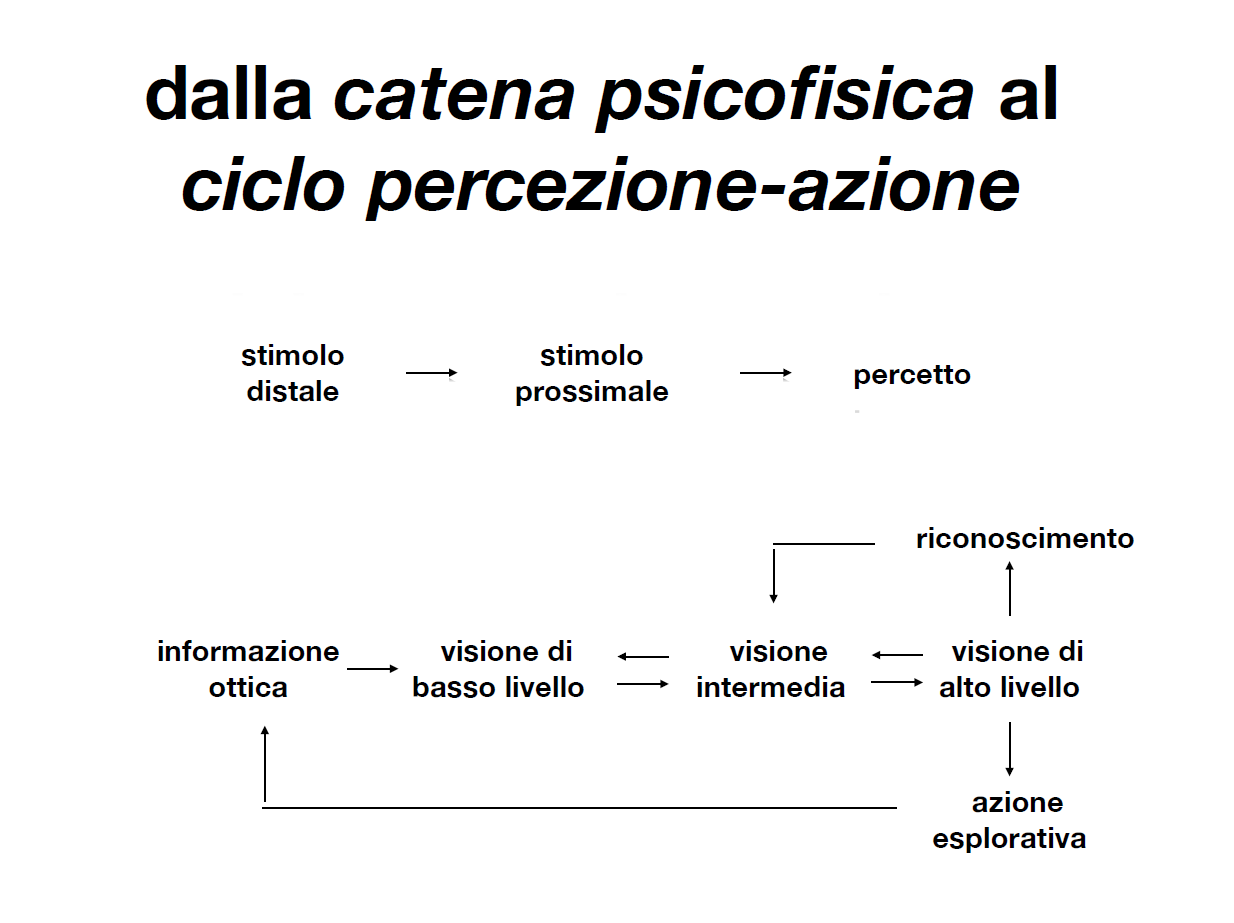 dalla catena psicofisica al
ciclo percezione-azione
stimolo
distale
stimolo
prossimale
percetto
riconoscimento
informazione
ottica
visione di
basso livello
visione
intermedia
visione di
alto livello
azione
esplorativa